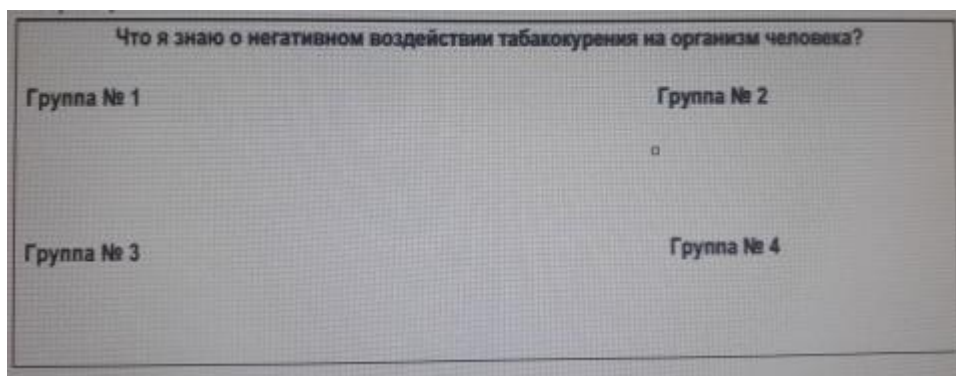 Что я знаю о негативном воздействии табакокурения на организм человека?
Группа № 1
Группа № 2
Группа № 3
Группа № 4